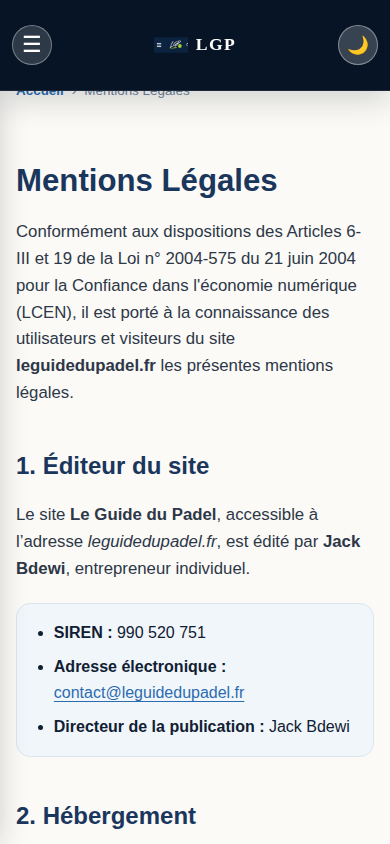 LGP
Accueil › Mentions Légales
Mentions Légales
Conformément aux dispositions des Articles 6-
III et 19 de la Loi n° 2004-575 du 21 juin 2004
pour la Confiance dans l'économie numérique
(LCEN), il est porté à la connaissance des
utilisateurs et visiteurs du site
leguidedupadel.fr les présentes mentions
légales.
1. Éditeur du site
Le site Le Guide du Padel, accessible à
l’adresse leguidedupadel.fr, est édité par Jack
Bdewi, entrepreneur individuel.
SIREN : 990 520 751
Adresse électronique :
contact@leguidedupadel.fr
Directeur de la publication : Jack Bdewi
2. Hébergement